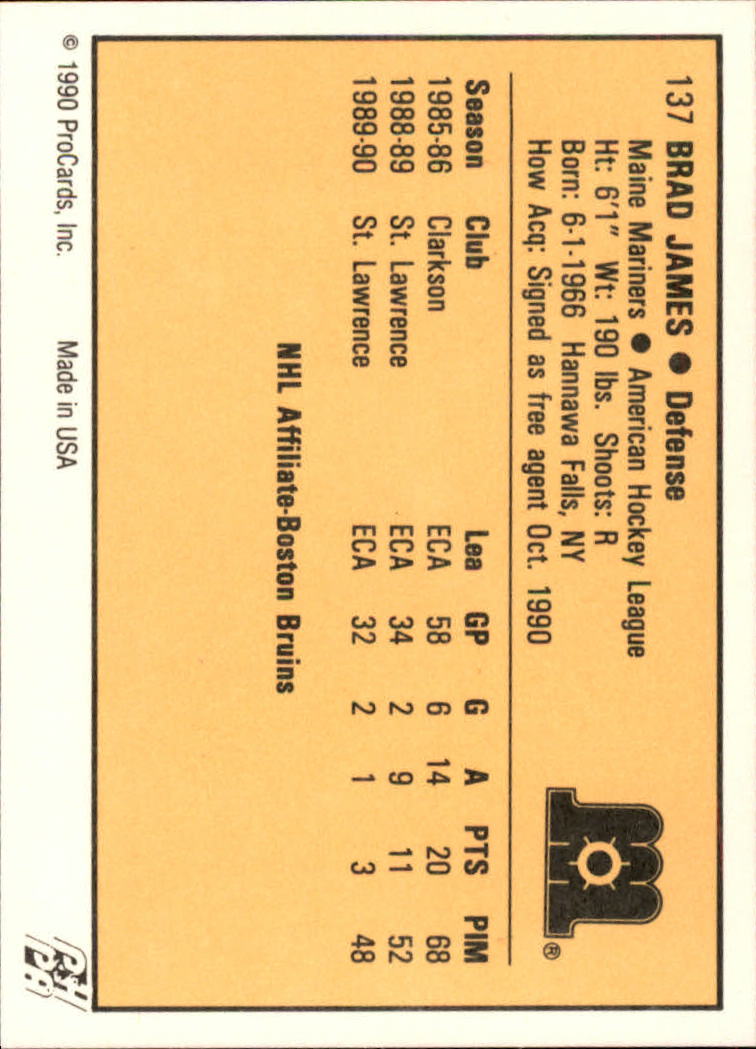 137 BRAD JAMES ● Defense
Maine Mariners ● American Hockey League
Ht: 6'1" Wt: 190 lbs. Shoots: R
Born: 6-1-1966 Hannawa Falls, NY
How Acq: Signed as free agent Oct. 1990
m ®
Season Club Lea GP G A PTS PIM
1985-86 Clarkson ECA 58 6 14 20 68
1988-89 St. Lawrence ECA 34 2 9 11 52
1989-90 St. Lawrence ECA 32 2 1 3 48
NHL Affiliate-Boston Bruins
© 1990 ProCards, Inc. Made in USA